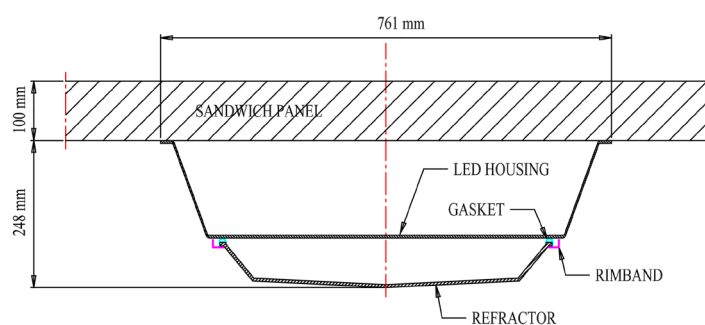 761 mm
100 mm
SANDWICH PANEL
248 mm
LED HOUSING
GASKET
RIMBAND
REFRACTOR